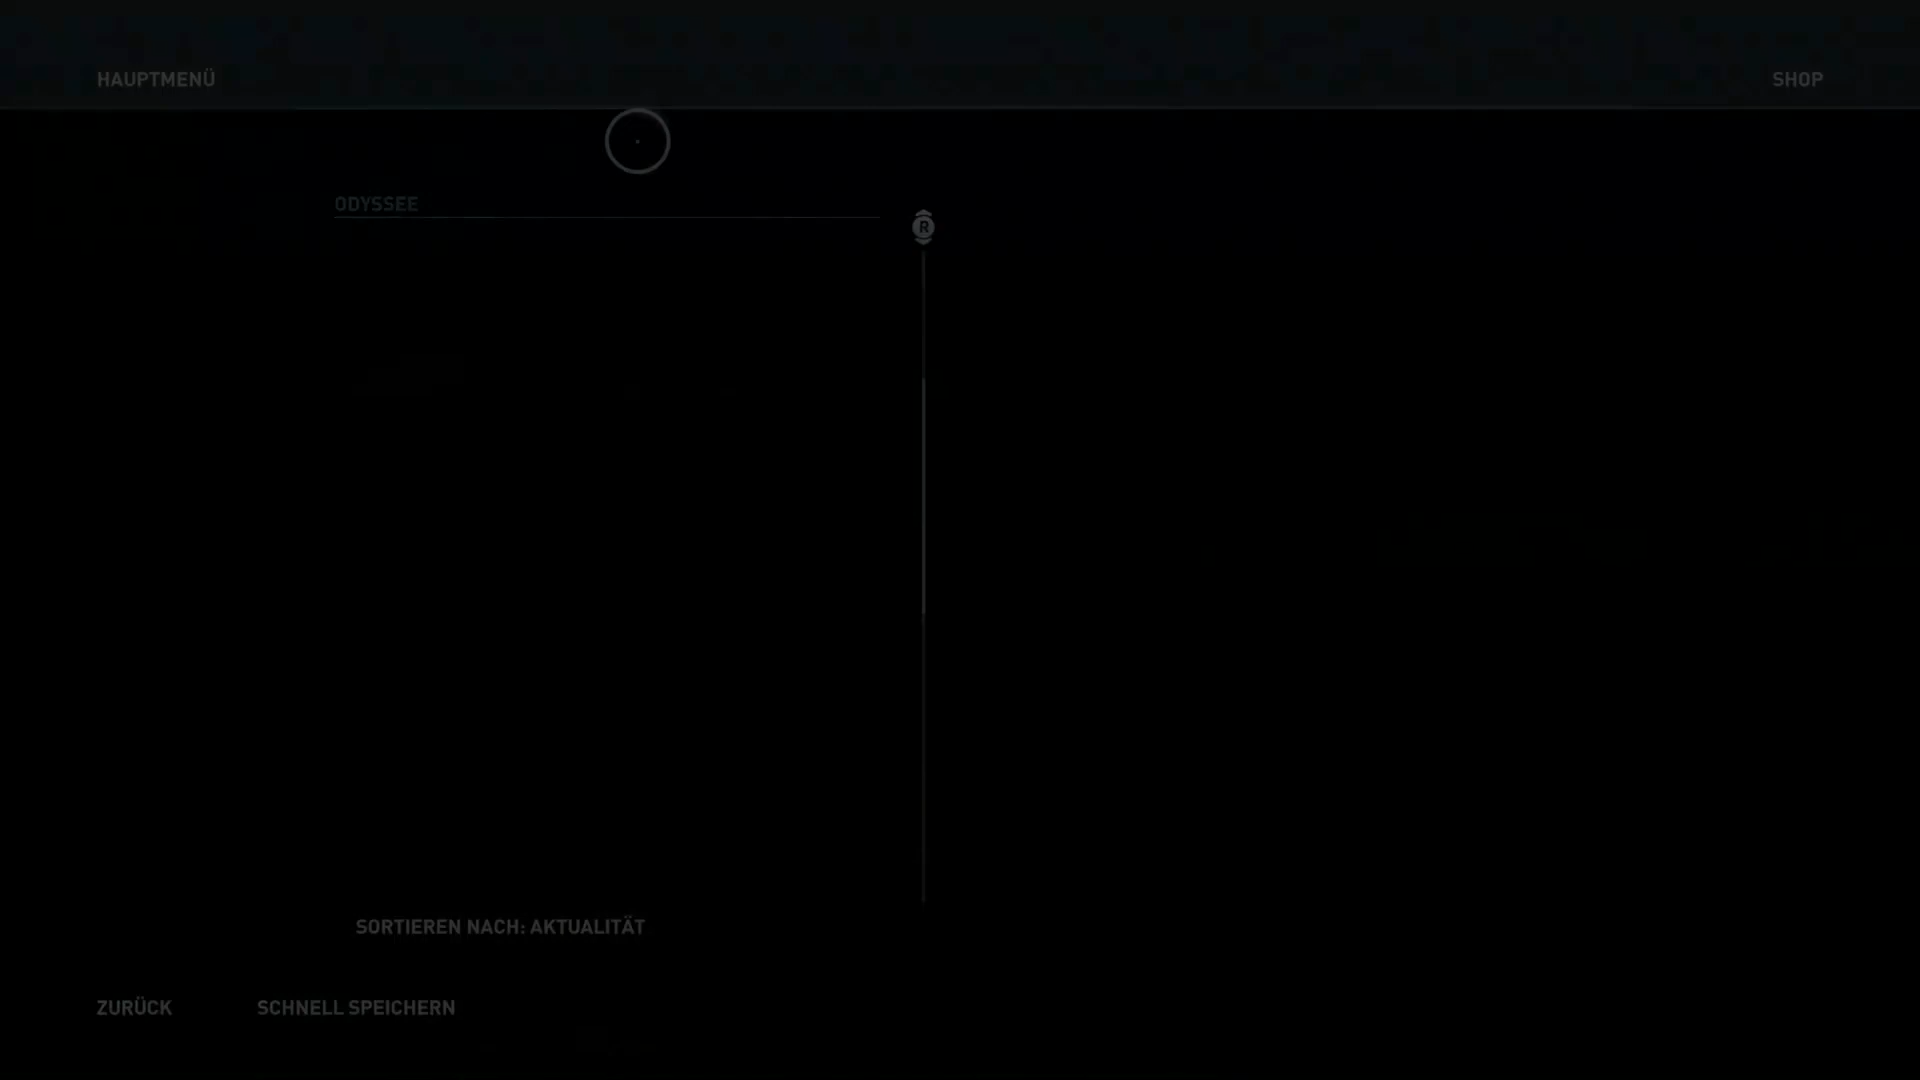 HAUPTMENÜ
SHOP
ODYSSEE
R
SORTIEREN NACH: AKTUALITÄT
ZURÜCK
SCHNELL SPEICHERN